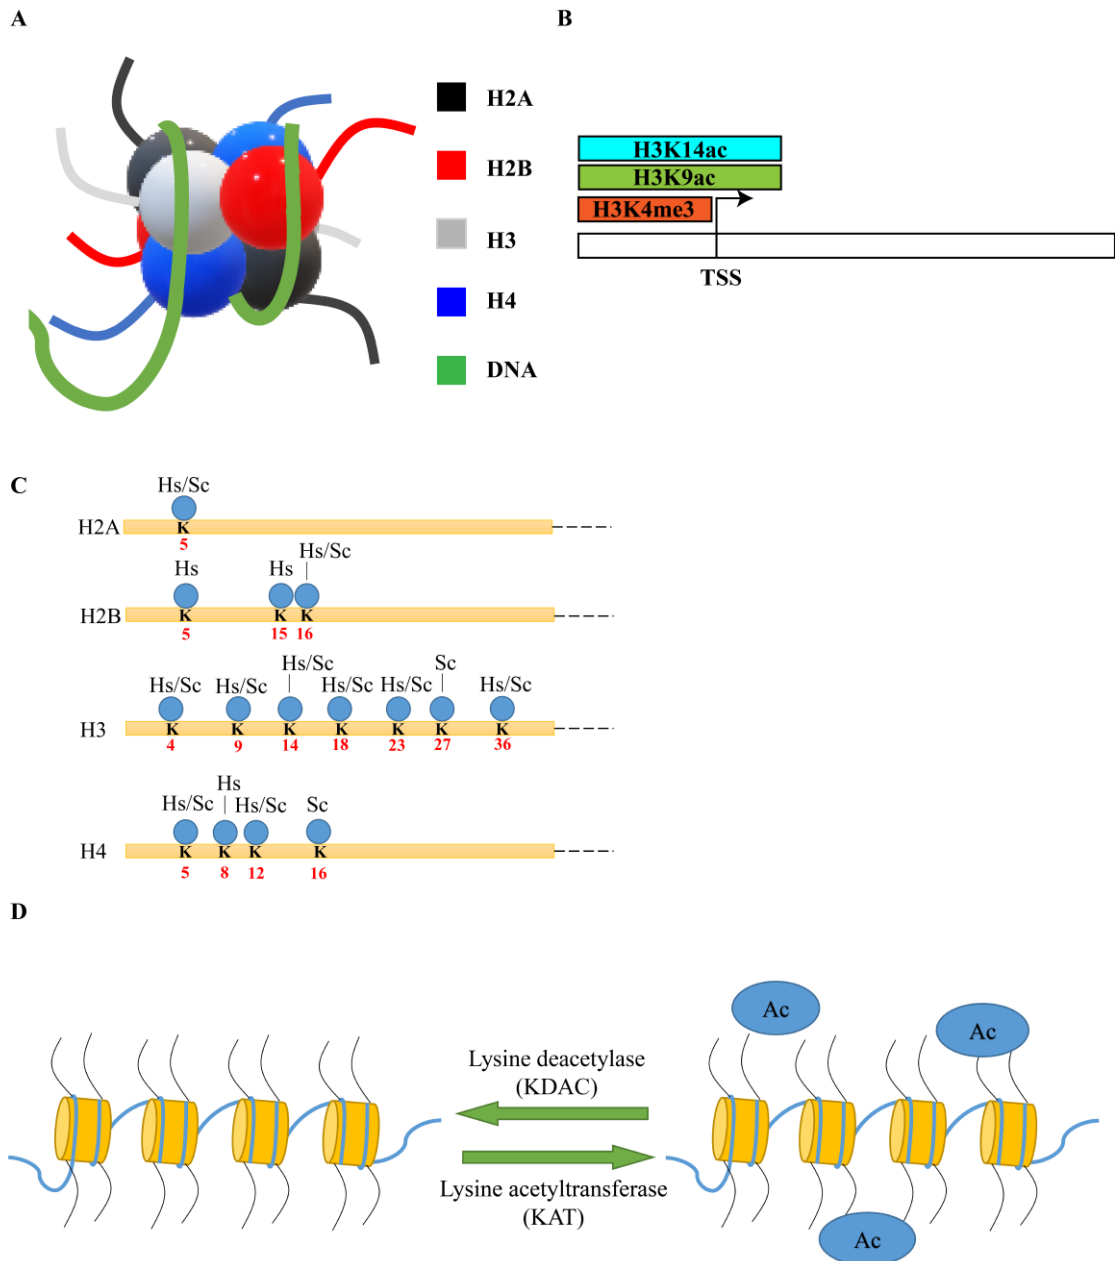 A
H2A
H2B
H3
H4
DNA
B
H3K14ac
H3K9ac
H3K4me3
TSS
C
Hs/Sc
H2A
K
5
Hs
Hs
Hs/Sc
H2B
K K K
5 15 16
Hs/Sc Hs/Sc Hs/Sc Hs/Sc Hs/Sc Sc Hs/Sc
H3
K K K K K K K
4 9 14 18 23 27 36
Hs/Sc Hs Hs/Sc Sc
H4
K K K K
5 8 12 16
D
Lysine deacetylase
(KDAC)
Lysine acetyltransferase
(KAT)
Ac
Ac
Ac